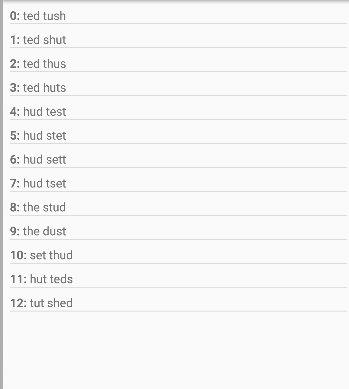 0: ted tush
1: ted shut
2: ted thus
3: ted huts
4: hud test
5: hud stet
6: hud sett
7: hud tset
8: the stud
9: the dust
10: set thud
11: hut teds
12: tut shed